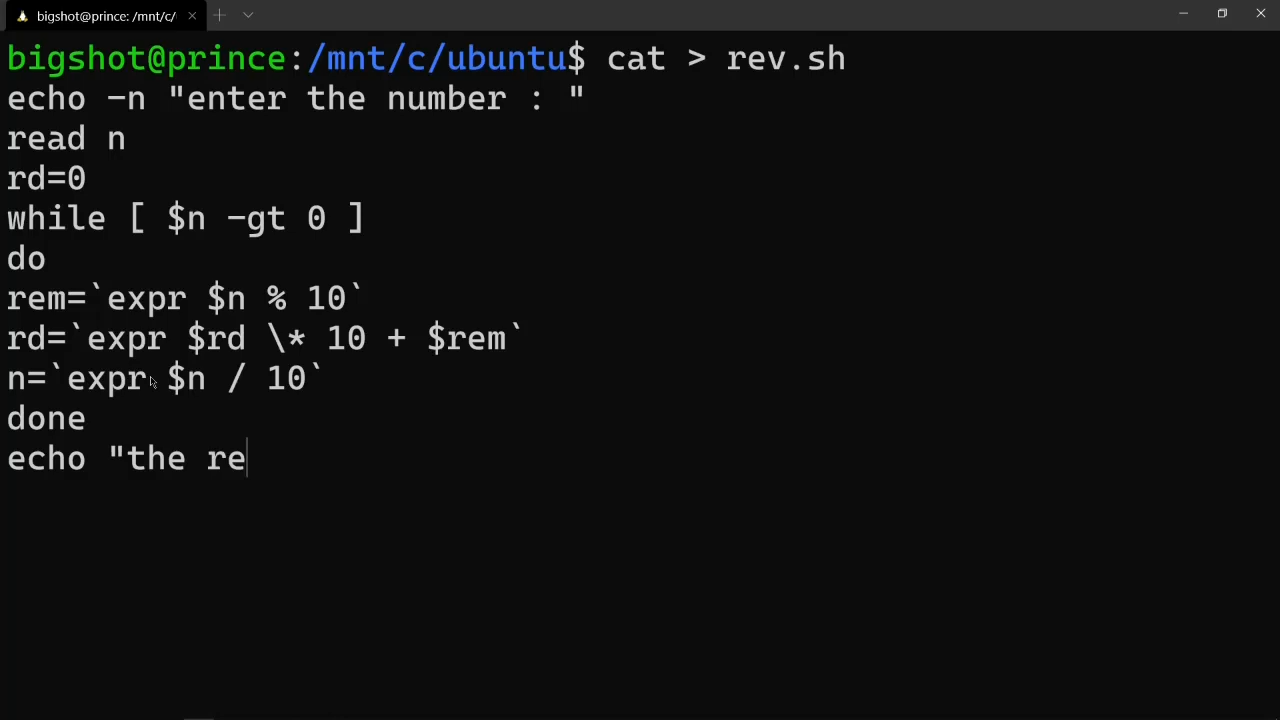 bigshot@prince: /mnt/c/
bigshot@prince:/mnt/c/ubuntu$ cat > rev.sh
echo -n "enter the number : "
read n
rd=0
while [ $n -gt 0 ]
do
rem=`expr $n % 10`
rd=`expr $rd \* 10 + $rem`
n=`expr $n / 10`
done
echo "the re